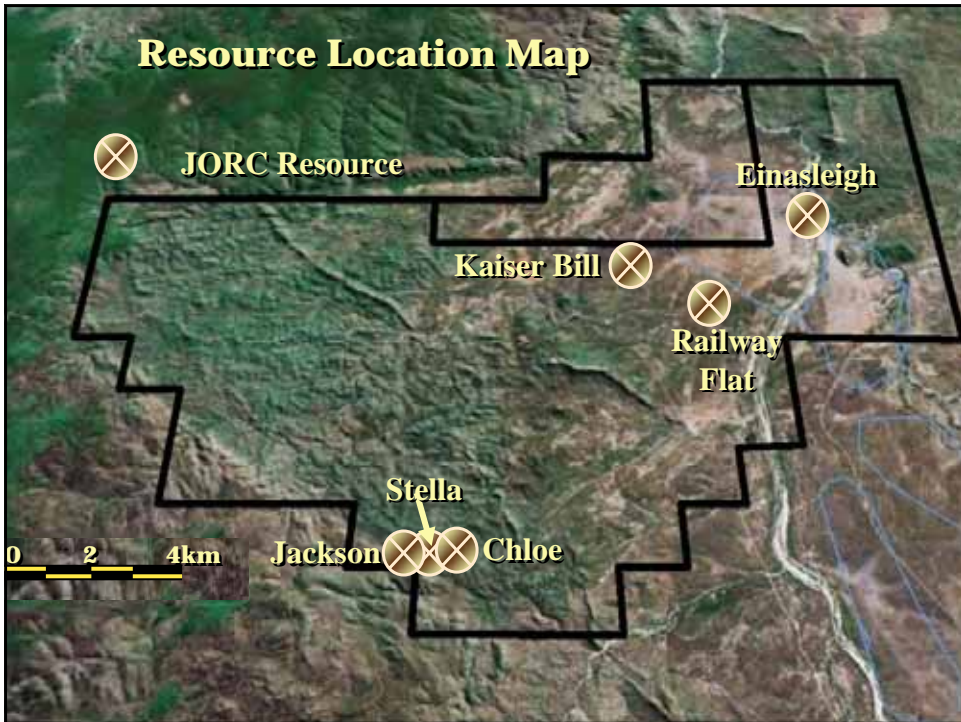 Resource Location Map
JORC Resource
Einasleigh
Kaiser Bill
Railway
Flat
Stella
Jackson
Chloe
0 2 4km